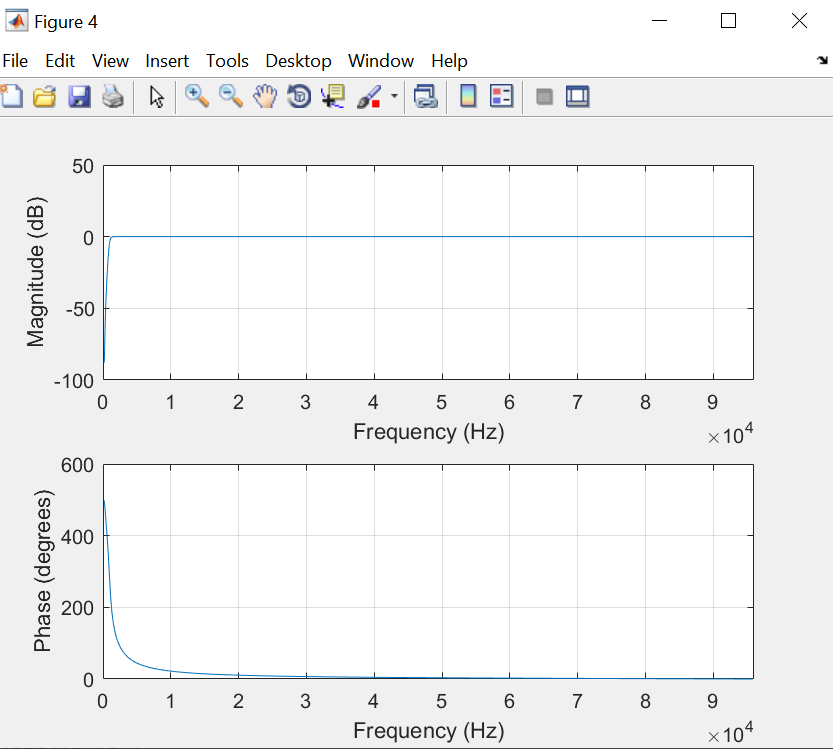 Figure 4
File Edit View Insert Tools Desktop Window Help
50
0
-50
-100
Magnitude (dB)
0 1 2 3 4 5 6 7 8 9
×10⁴
Frequency (Hz)
600
400
200
0
Phase (degrees)
0 1 2 3 4 5 6 7 8 9
×10⁴
Frequency (Hz)